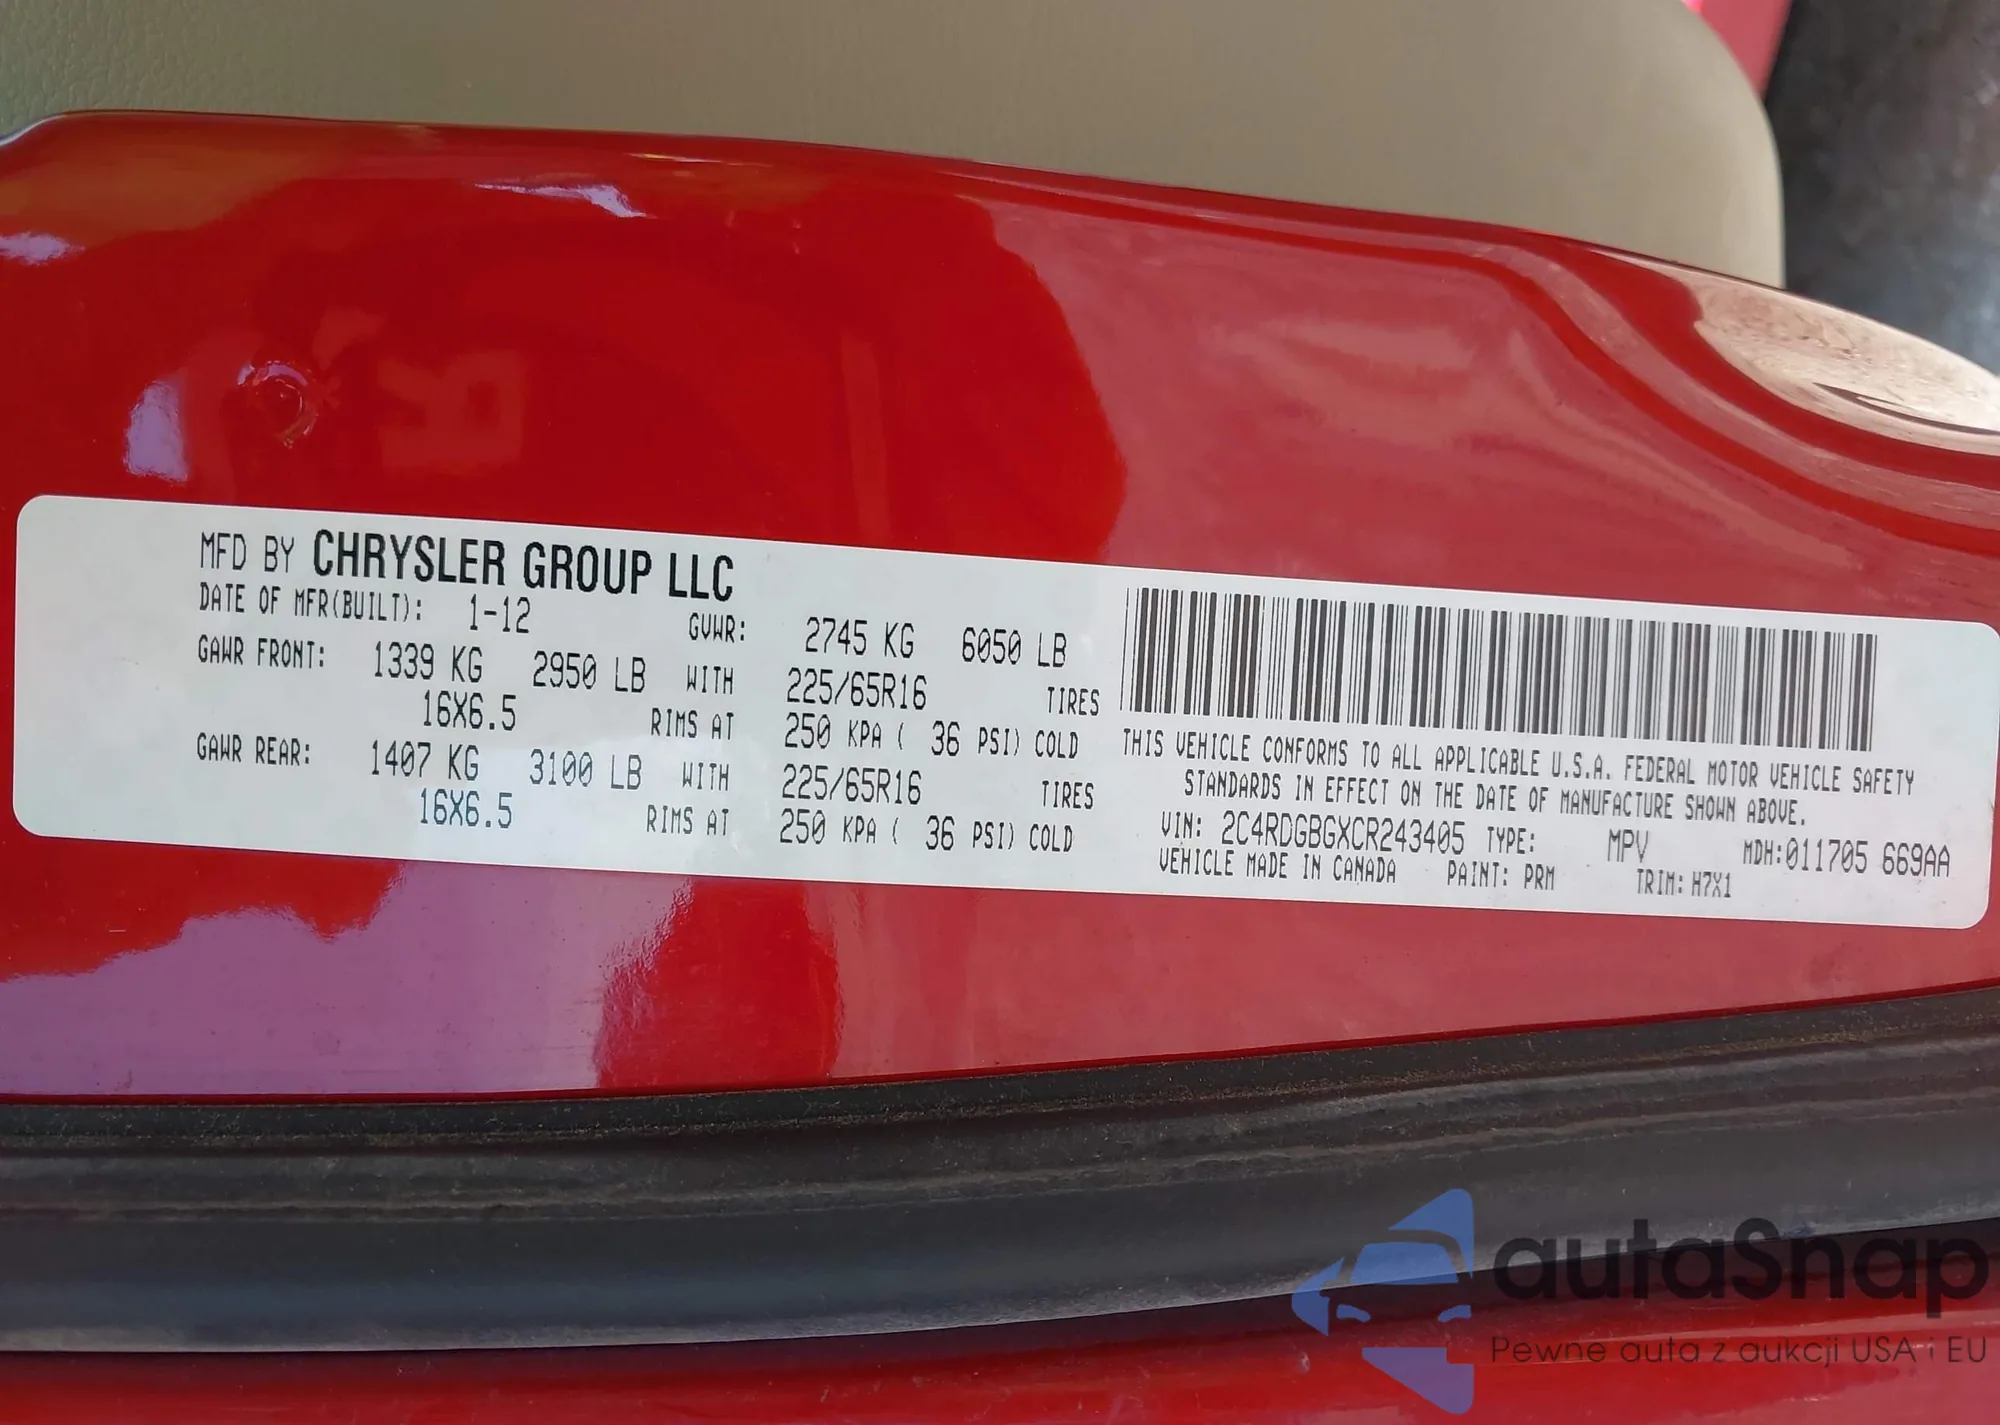 MFD BY CHRYSLER GROUP LLC
DATE OF MFR(BUILT): 1-12 GVWR: 2745 KG 6050 LB
GAWR FRONT: 1339 KG 2950 LB WITH 225/65R16 TIRES
16X6.5 RIMS AT 250 KPA ( 36 PSI) COLD
GAWR REAR: 1407 KG 3100 LB WITH 225/65R16 TIRES
16X6.5 RIMS AT 250 KPA ( 36 PSI) COLD
THIS VEHICLE CONFORMS TO ALL APPLICABLE U.S.A. FEDERAL MOTOR VEHICLE SAFETY
STANDARDS IN EFFECT ON THE DATE OF MANUFACTURE SHOWN ABOVE.
VIN: 2C4RDGBGXCR243405 TYPE: MPV MDH:011705 669AA
VEHICLE MADE IN CANADA PAINT: PRM TRIM: H7X1
autaSnap
Pewne auta z aukcji USA i EU